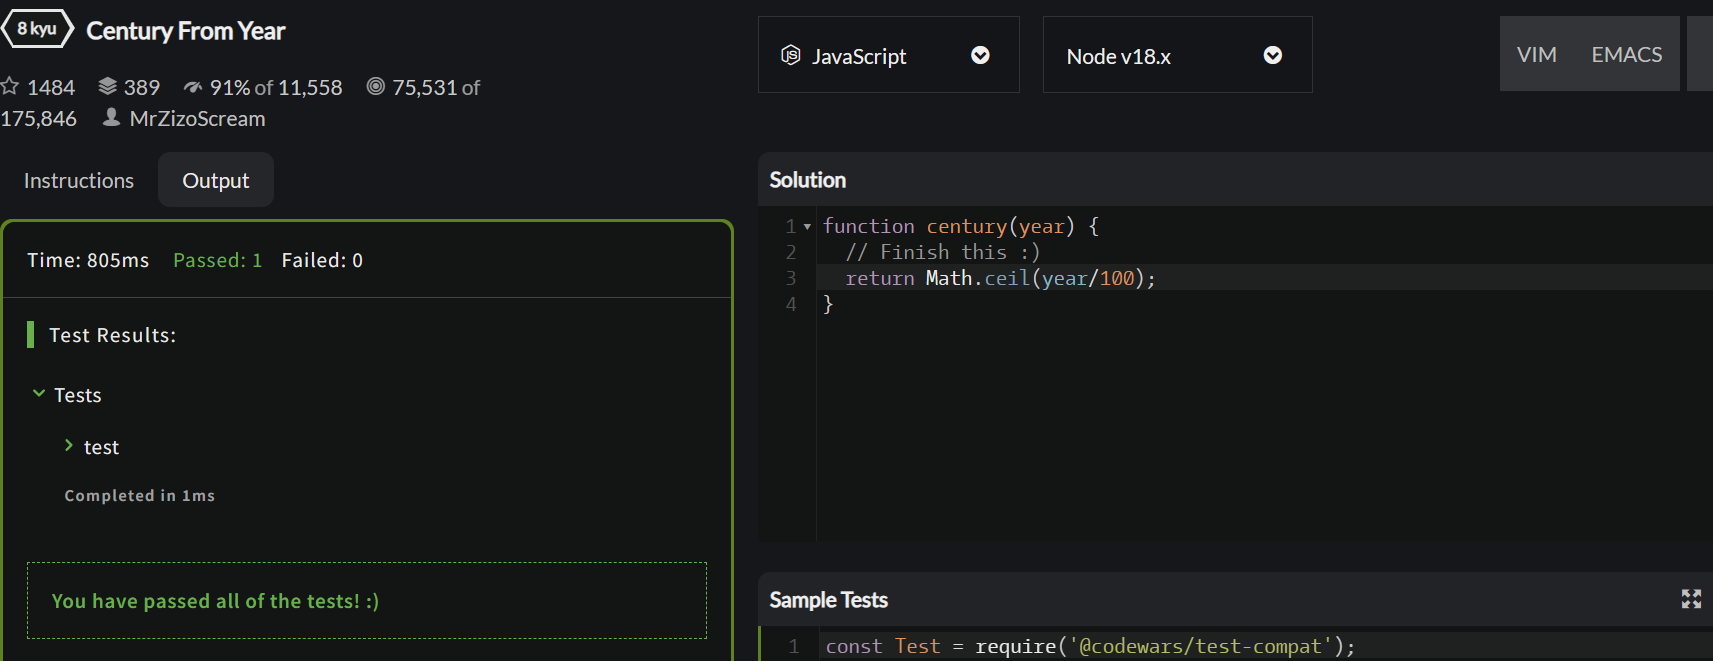 8 kyu Century From Year
1484 389 91% of 11,558 75,531 of
175,846 MrZizoScream
JavaScript Node v18.x VIM EMACS
Instructions Output
Time: 805ms Passed: 1 Failed: 0
Test Results:
Tests
test
Completed in 1ms
You have passed all of the tests! :)
Solution
1 function century(year) {
2 // Finish this :)
3 return Math.ceil(year/100);
4 }
Sample Tests
1 const Test = require('@codewars/test-compat');